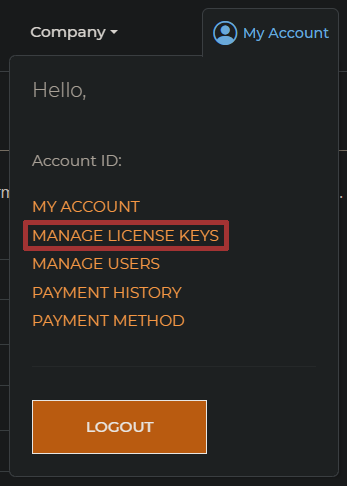 Company
My Account
Hello,
Account ID:
MY ACCOUNT
MANAGE LICENSE KEYS
MANAGE USERS
PAYMENT HISTORY
PAYMENT METHOD
LOGOUT